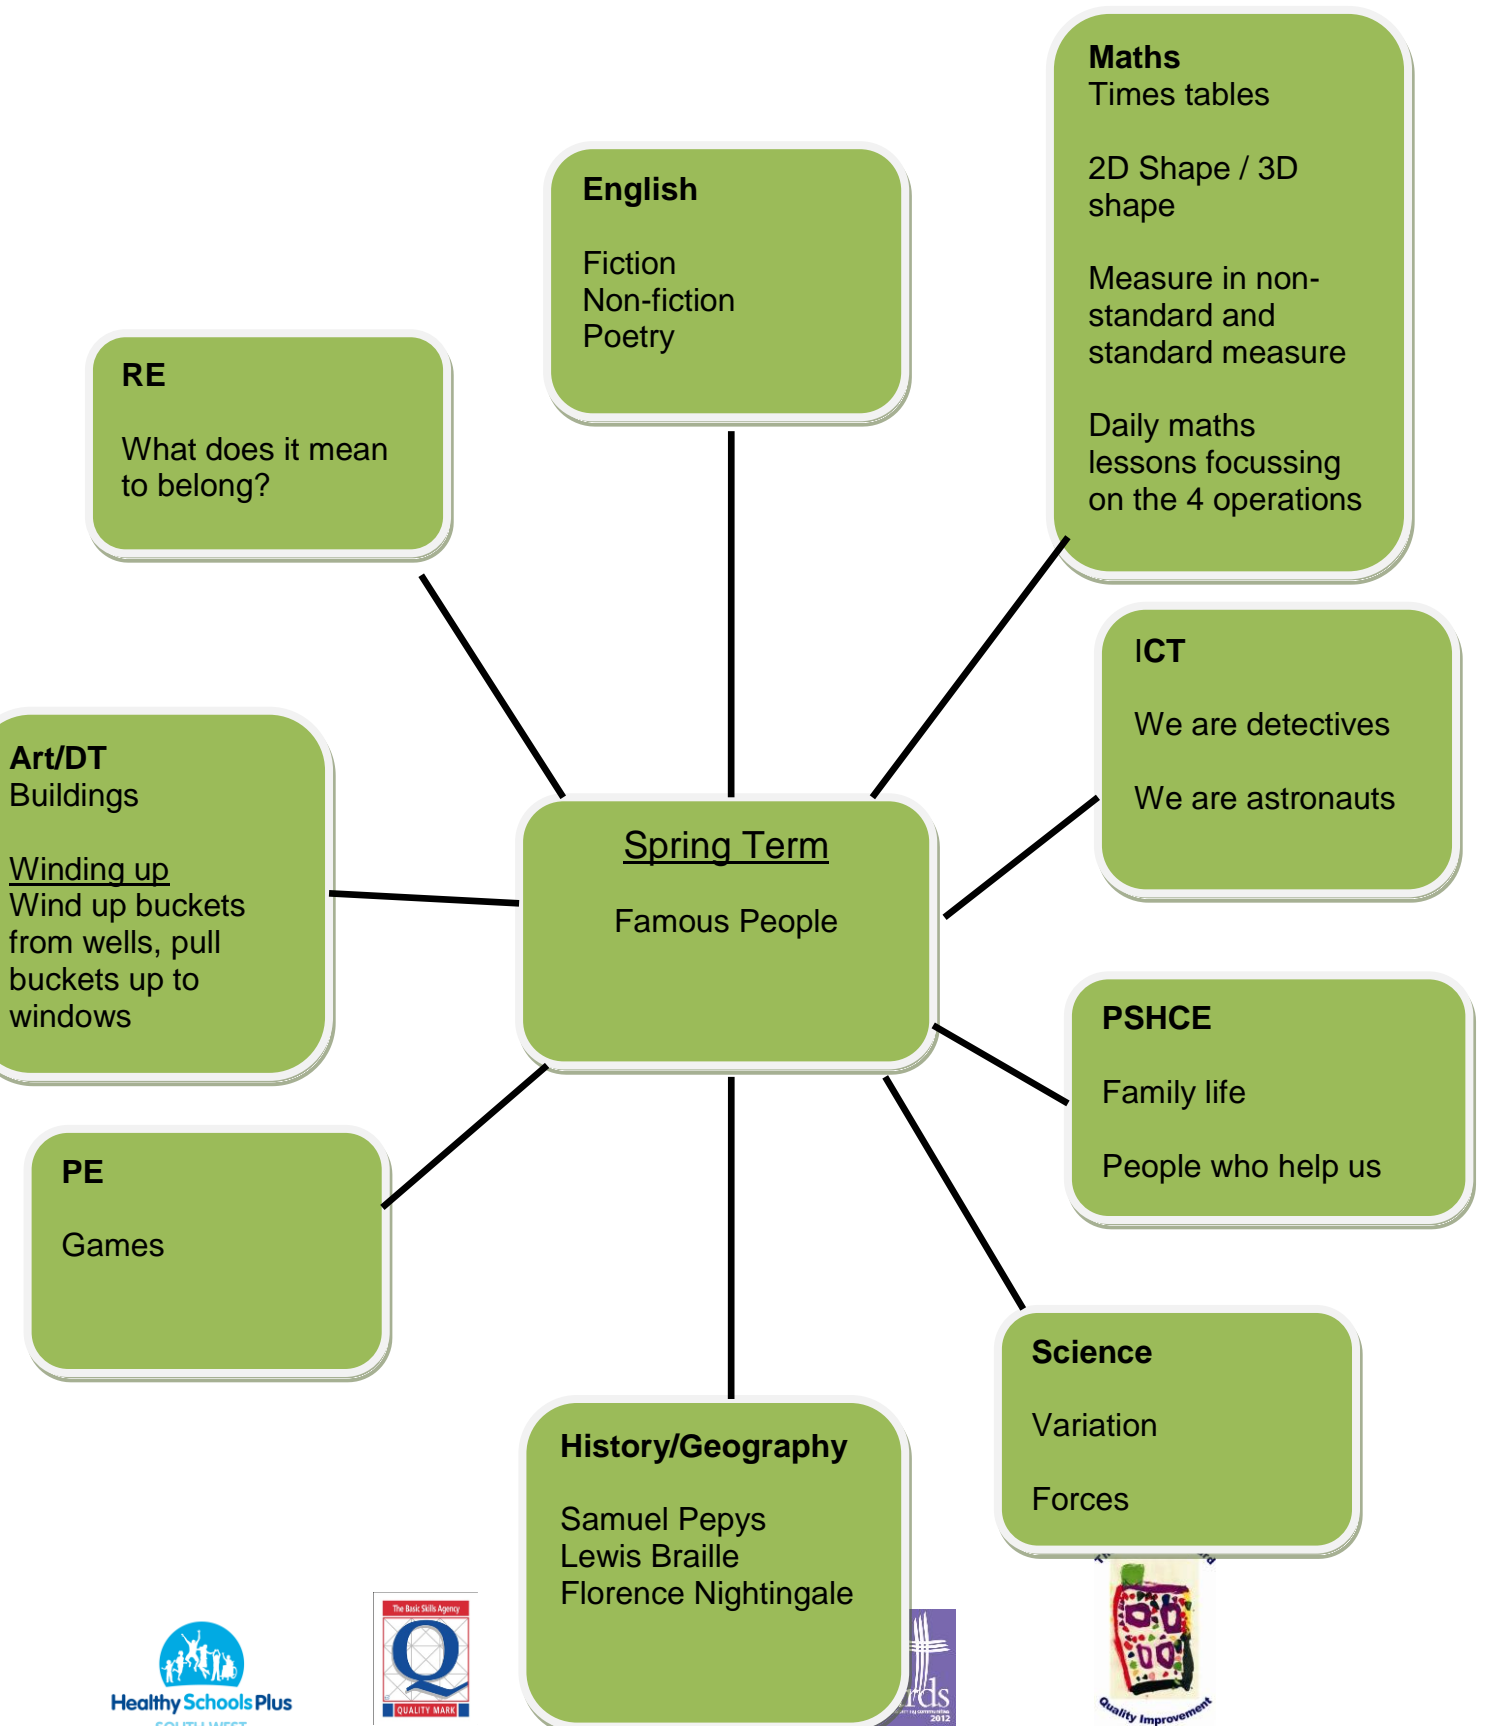 Maths
Times tables
2D Shape / 3D
shape
Measure in non-
standard and
standard measure
Daily maths
lessons focussing
on the 4 operations
English
Fiction
Non-fiction
Poetry
RE
What does it mean
to belong?
ICT
We are detectives
We are astronauts
Art/DT
Buildings
Winding up
Wind up buckets
from wells, pull
buckets up to
windows
Spring Term
Famous People
PSHCE
Family life
People who help us
PE
Games
Science
Variation
Forces
History/Geography
Samuel Pepys
Lewis Braille
Florence Nightingale
Healthy Schools Plus
SOUTH WEST
The Basic Skills Agency
Q
QUALITY MARK
2012
Quality Improvement